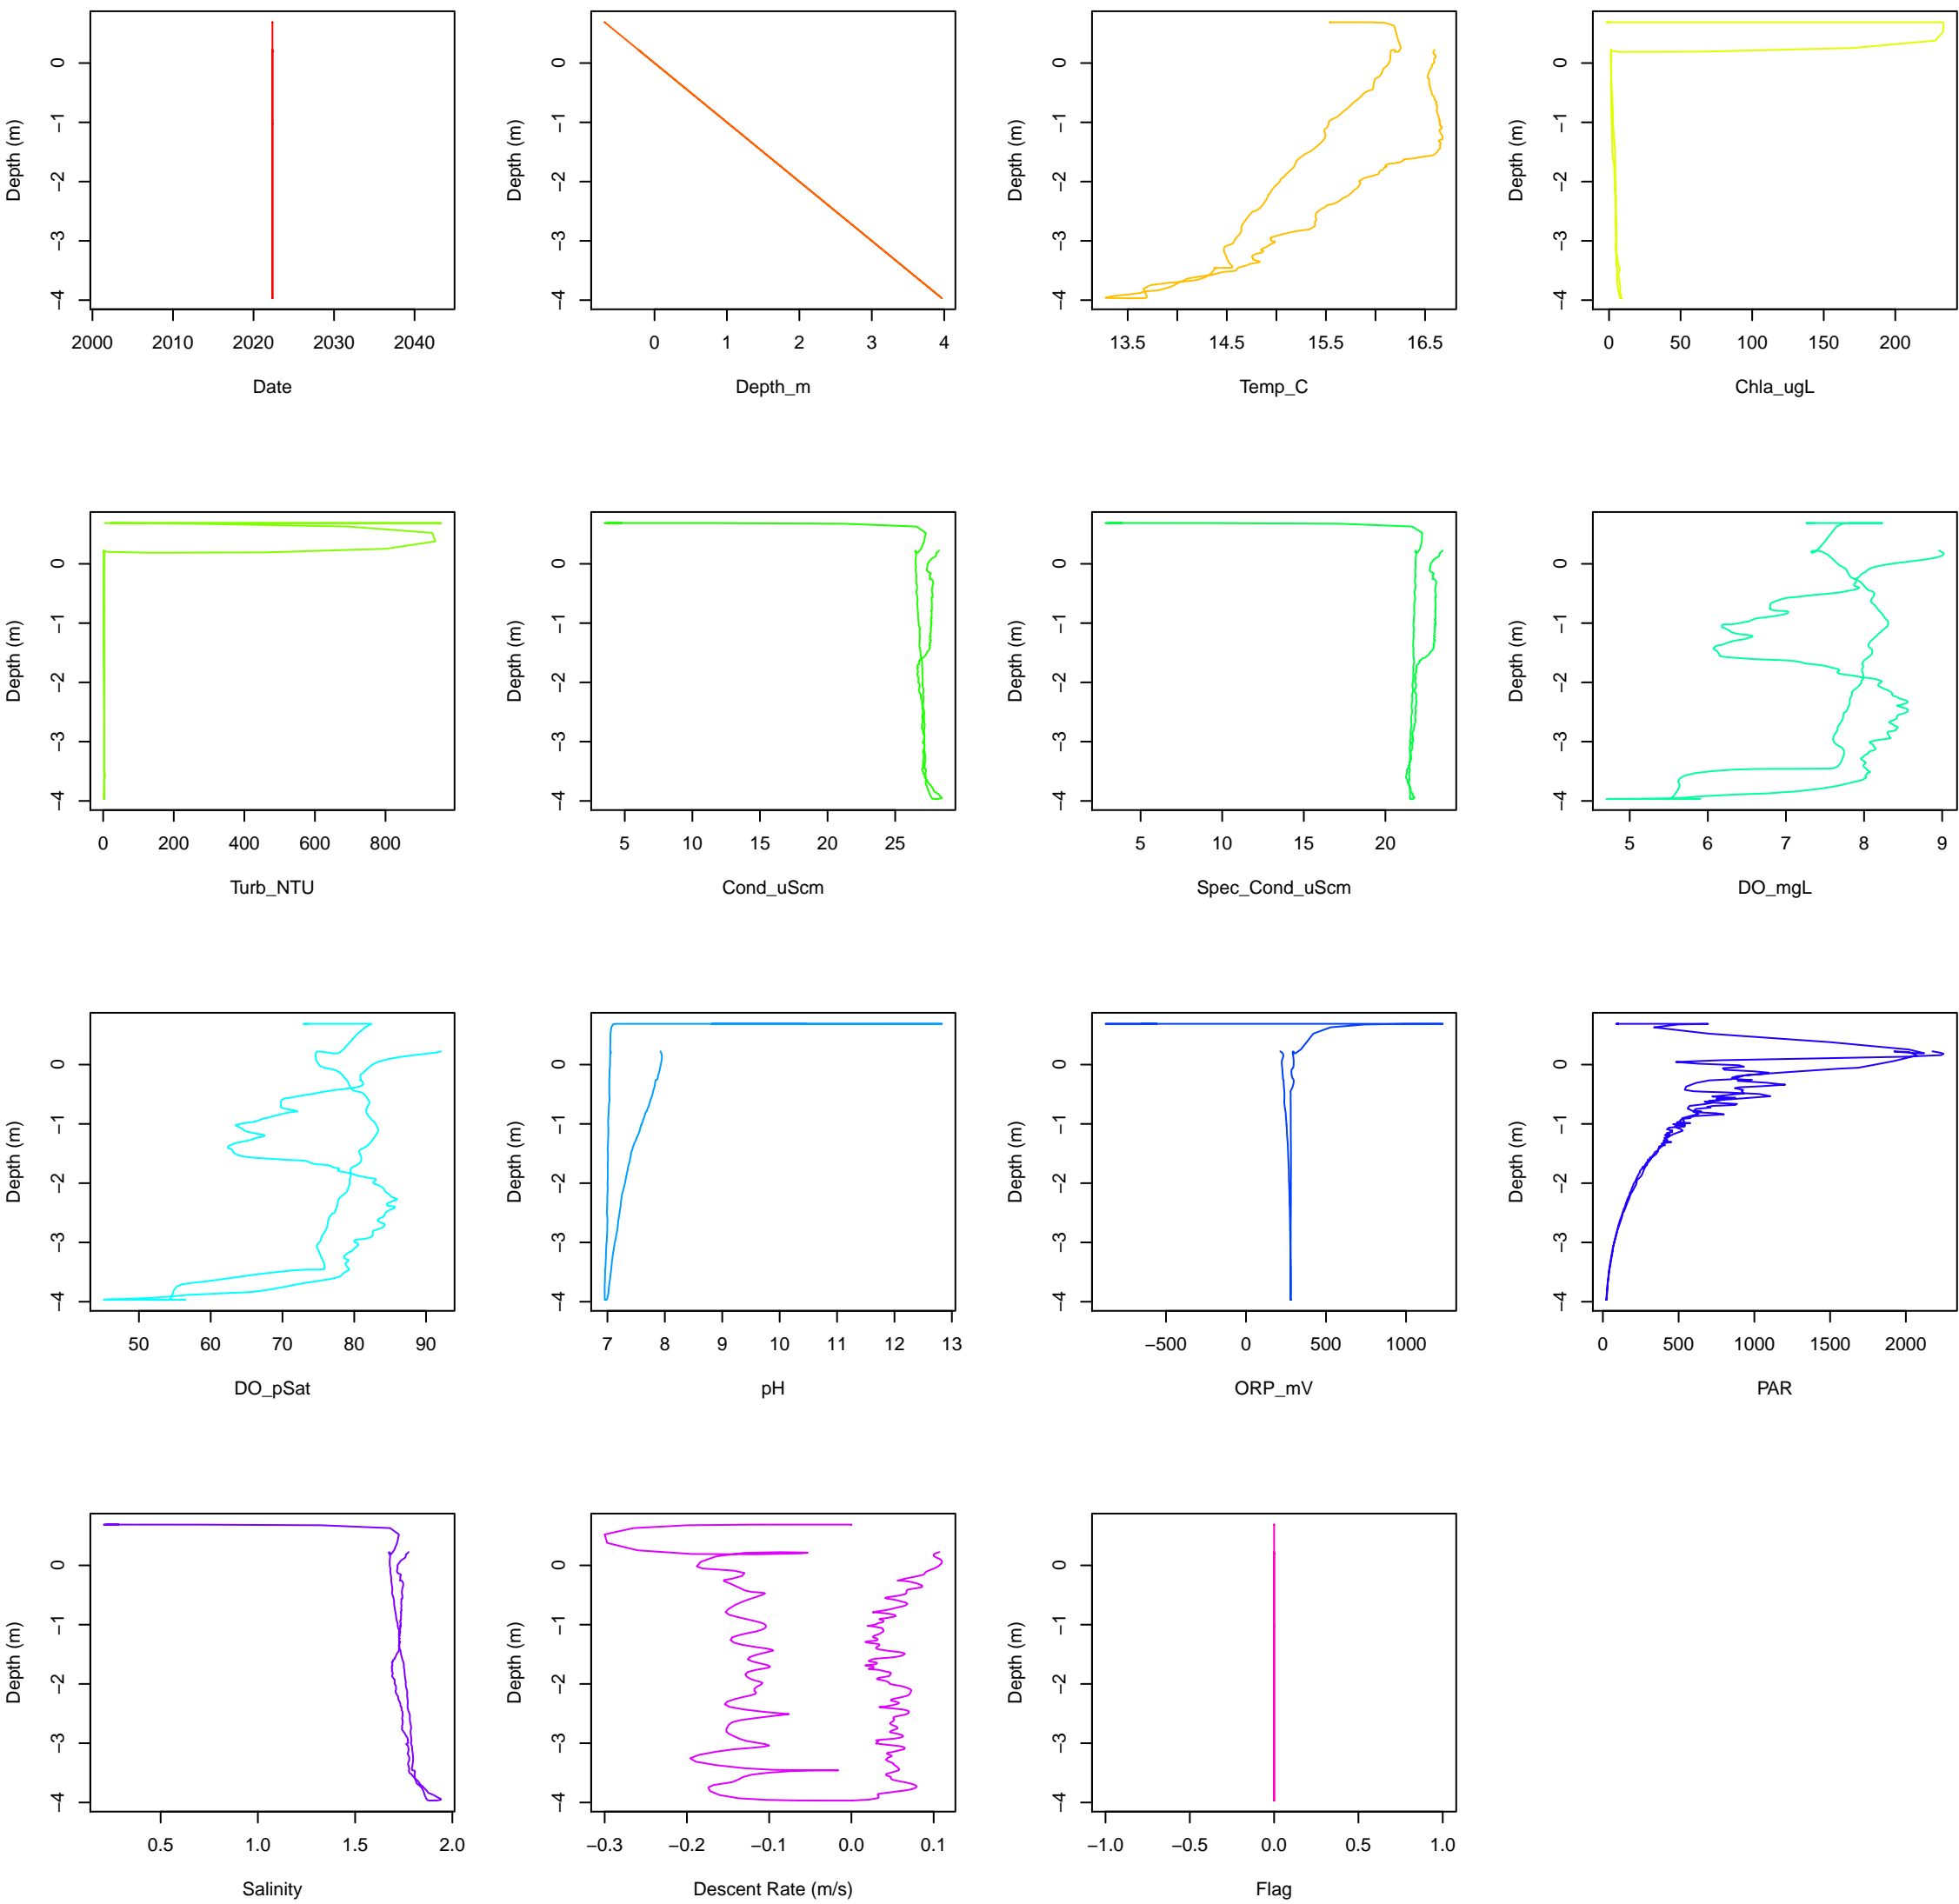 Depth (m)
0
−1
−2
−3
−4
2000 2010 2020 2030 2040
Date
Depth (m)
0
−1
−2
−3
−4
0 1 2 3 4
Depth_m
Depth (m)
0
−1
−2
−3
−4
13.5 14.5 15.5 16.5
Temp_C
Depth (m)
0
−1
−2
−3
−4
0 50 100 150 200
Chla_ugL
Depth (m)
0
−1
−2
−3
−4
0 200 400 600 800
Turb_NTU
Depth (m)
0
−1
−2
−3
−4
5 10 15 20 25
Cond_uScm
Depth (m)
0
−1
−2
−3
−4
5 10 15 20
Spec_Cond_uScm
Depth (m)
0
−1
−2
−3
−4
5 6 7 8 9
DO_mgL
Depth (m)
0
−1
−2
−3
−4
50 60 70 80 90
DO_pSat
Depth (m)
0
−1
−2
−3
−4
7 8 9 10 11 12 13
pH
Depth (m)
0
−1
−2
−3
−4
−500 0 500 1000
ORP_mV
Depth (m)
0
−1
−2
−3
−4
0 500 1000 1500 2000
PAR
Depth (m)
0
−1
−2
−3
−4
0.5 1.0 1.5 2.0
Salinity
Depth (m)
0
−1
−2
−3
−4
−0.3 −0.2 −0.1 0.0 0.1
Descent Rate (m/s)
Depth (m)
0
−1
−2
−3
−4
−1.0 −0.5 0.0 0.5 1.0
Flag